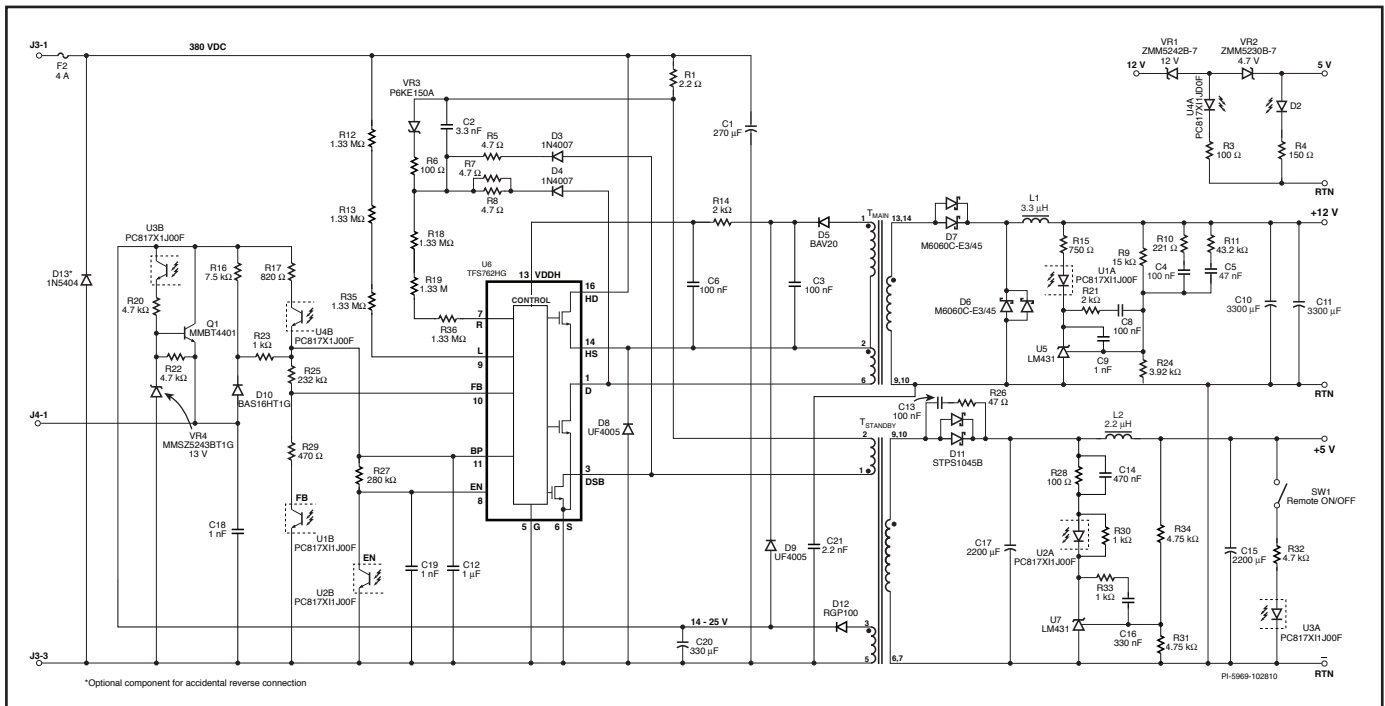 J3-1
F2
4 A
380 VDC
R1
2.2 Ω
VR1
ZMM5242B-7
12 V
VR2
ZMM5230B-7
4.7 V
12 V
5 V
U4A
PC817XI1JD0F
D2
R3
100 Ω
R4
150 Ω
RTN
VR3
P6KE150A
C2
3.3 nF
R5
4.7 Ω
D3
1N4007
R7
4.7 Ω
D4
1N4007
R8
4.7 Ω
R6
100 Ω
C1
270 µF
R12
1.33 MΩ
R13
1.33 MΩ
R35
1.33 MΩ
R18
1.33 MΩ
R19
1.33 M
R36
1.33 MΩ
R14
2 kΩ
D5
BAV20
C6
100 nF
C3
100 nF
TMAIN
1
2
6
13,14
9,10
D7
M6060C-E3/45
D6
M6060C-E3/45
L1
3.3 µH
+12 V
R15
750 Ω
R9
15 kΩ
R10
221 Ω
R11
43.2 kΩ
U1A
PC817XI1J00F
C4
100 nF
C5
47 nF
R21
2 kΩ
C8
100 nF
C10
3300 µF
C11
3300 µF
U5
LM431
C9
1 nF
R24
3.92 kΩ
RTN
U3B
PC817X1J00F
D13*
1N5404
R20
4.7 kΩ
Q1
MMBT4401
R22
4.7 kΩ
VR4
MMSZ5243BT1G
13 V
R16
7.5 kΩ
R17
820 Ω
U4B
PC817X1J00F
R23
1 kΩ
R25
232 kΩ
D10
BAS16HT1G
J4-1
R29
470 Ω
FB
U1B
PC817XI1J00F
C18
1 nF
R27
280 kΩ
EN
U2B
PC817XI1J00F
C19
1 nF
C12
1 µF
U6
TFS762HG
13 VDDH
CONTROL
16
HD
7
R
14
HS
L
9
1
D
FB
10
BP
11
3
DSB
EN
8
5 G
6 S
D8
UF4005
D9
UF4005
C21
2.2 nF
C13
100 nF
R26
47 Ω
TSTANDBY
2
1
3
5
9,10
6,7
D11
STPS1045B
L2
2.2 µH
+5 V
R28
100 Ω
C14
470 nF
SW1
Remote ON/OFF
C17
2200 µF
U2A
PC817XI1J00F
R30
1 kΩ
R34
4.75 kΩ
C15
2200 µF
R32
4.7 kΩ
R33
1 kΩ
C16
330 nF
U7
LM431
R31
4.75 kΩ
U3A
PC817XI1J00F
D12
RGP100
14 - 25 V
C20
330 µF
J3-3
RTN
*Optional component for accidental reverse connection
PI-5969-102810